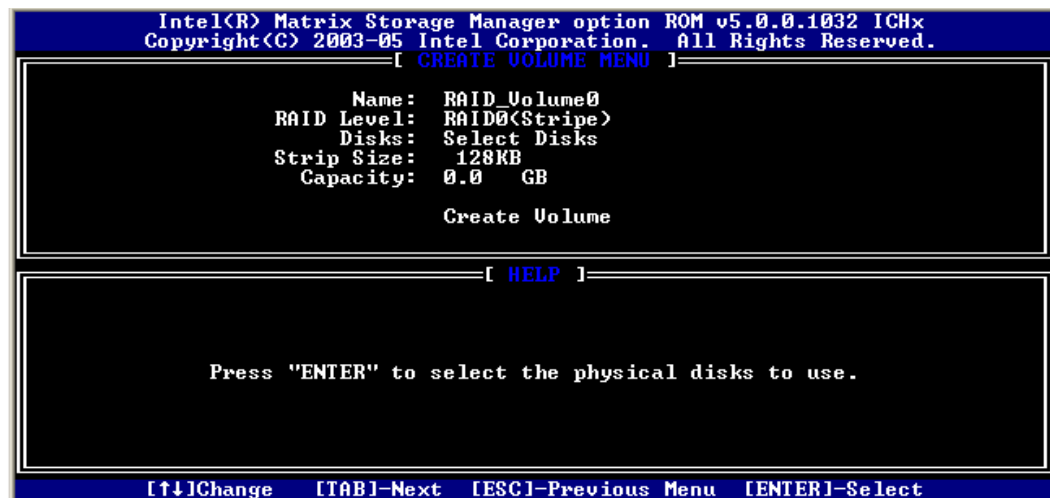 Intel(R) Matrix Storage Manager option ROM v5.0.0.1032 ICHx
Copyright(C) 2003-05 Intel Corporation. All Rights Reserved.
[ CREATE VOLUME MENU ]
Name: RAID_Volume0
RAID Level: RAID0(Stripe)
Disks: Select Disks
Strip Size: 128KB
Capacity: 0.0 GB
Create Volume
[ HELP ]
Press "ENTER" to select the physical disks to use.
[↑↓]Change [TAB]-Next [ESC]-Previous Menu [ENTER]-Select